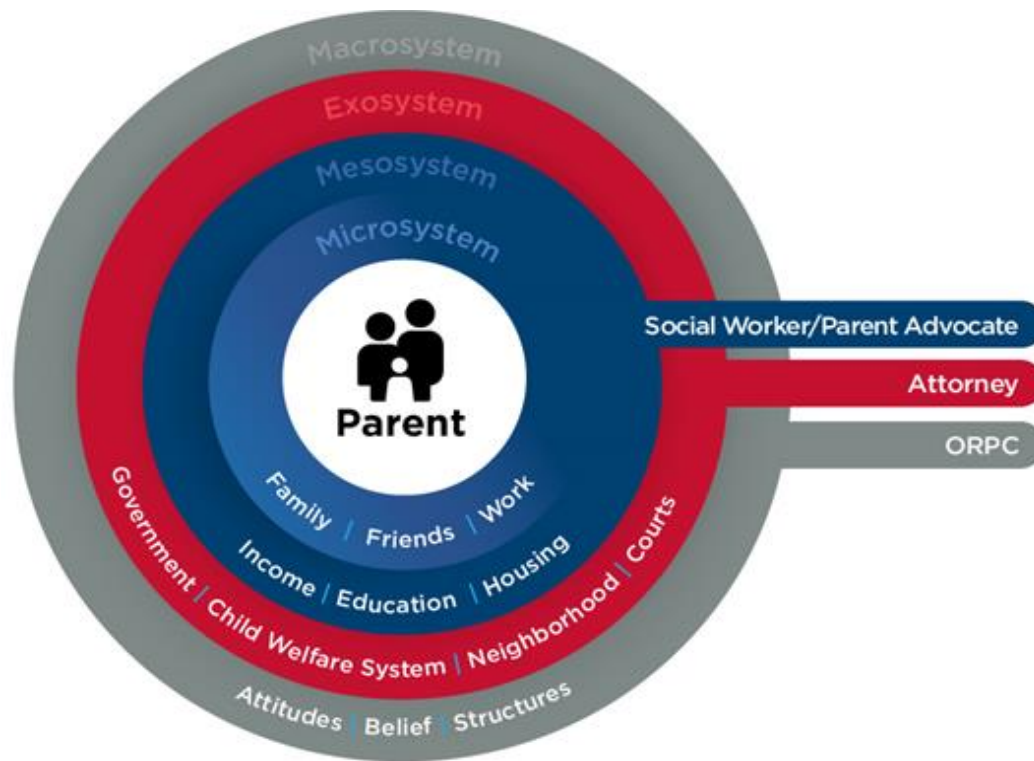 Macrosystem
Exosystem
Mesosystem
Microsystem
Parent
Family | Friends | Work
Income | Education | Housing
Government | Child Welfare System | Neighborhood | Courts
Attitudes | Belief | Structures
Social Worker/Parent Advocate
Attorney
ORPC